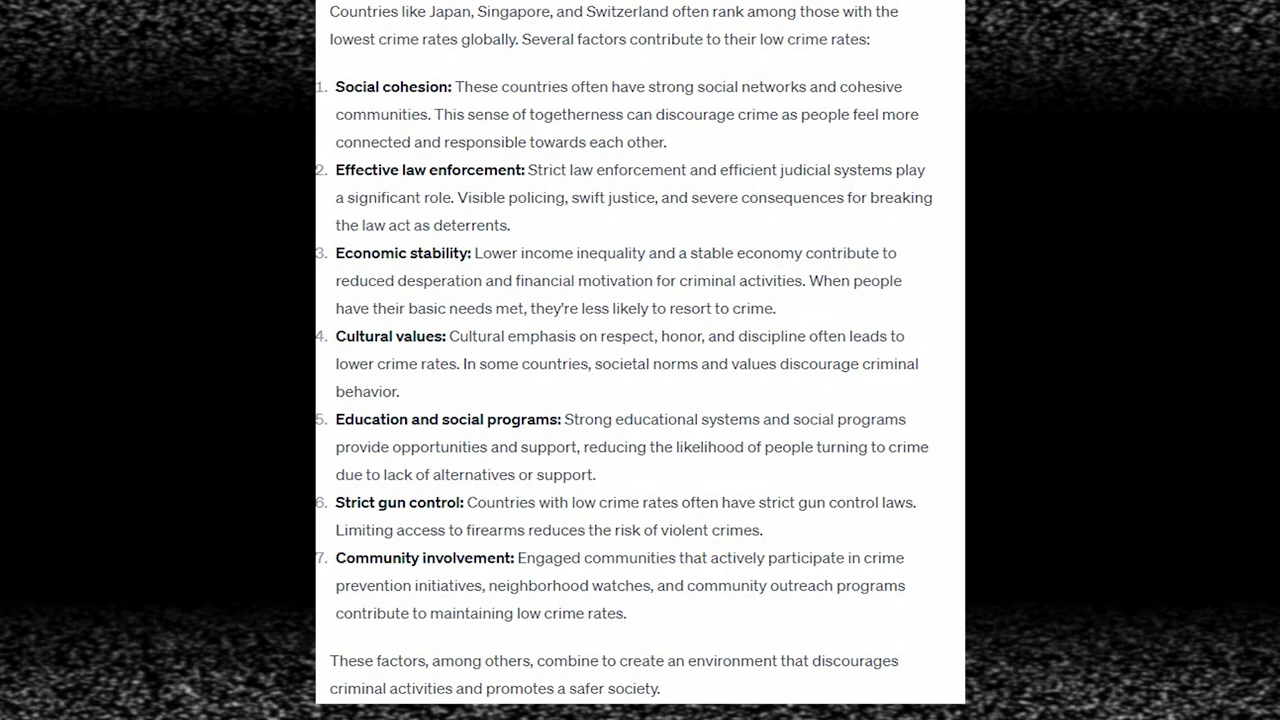 Countries like Japan, Singapore, and Switzerland often rank among those with the
lowest crime rates globally. Several factors contribute to their low crime rates:
1. Social cohesion: These countries often have strong social networks and cohesive
communities. This sense of togetherness can discourage crime as people feel more
connected and responsible towards each other.
2. Effective law enforcement: Strict law enforcement and efficient judicial systems play
a significant role. Visible policing, swift justice, and severe consequences for breaking
the law act as deterrents.
3. Economic stability: Lower income inequality and a stable economy contribute to
reduced desperation and financial motivation for criminal activities. When people
have their basic needs met, they're less likely to resort to crime.
4. Cultural values: Cultural emphasis on respect, honor, and discipline often leads to
lower crime rates. In some countries, societal norms and values discourage criminal
behavior.
5. Education and social programs: Strong educational systems and social programs
provide opportunities and support, reducing the likelihood of people turning to crime
due to lack of alternatives or support.
6. Strict gun control: Countries with low crime rates often have strict gun control laws.
Limiting access to firearms reduces the risk of violent crimes.
7. Community involvement: Engaged communities that actively participate in crime
prevention initiatives, neighborhood watches, and community outreach programs
contribute to maintaining low crime rates.
These factors, among others, combine to create an environment that discourages
criminal activities and promotes a safer society.